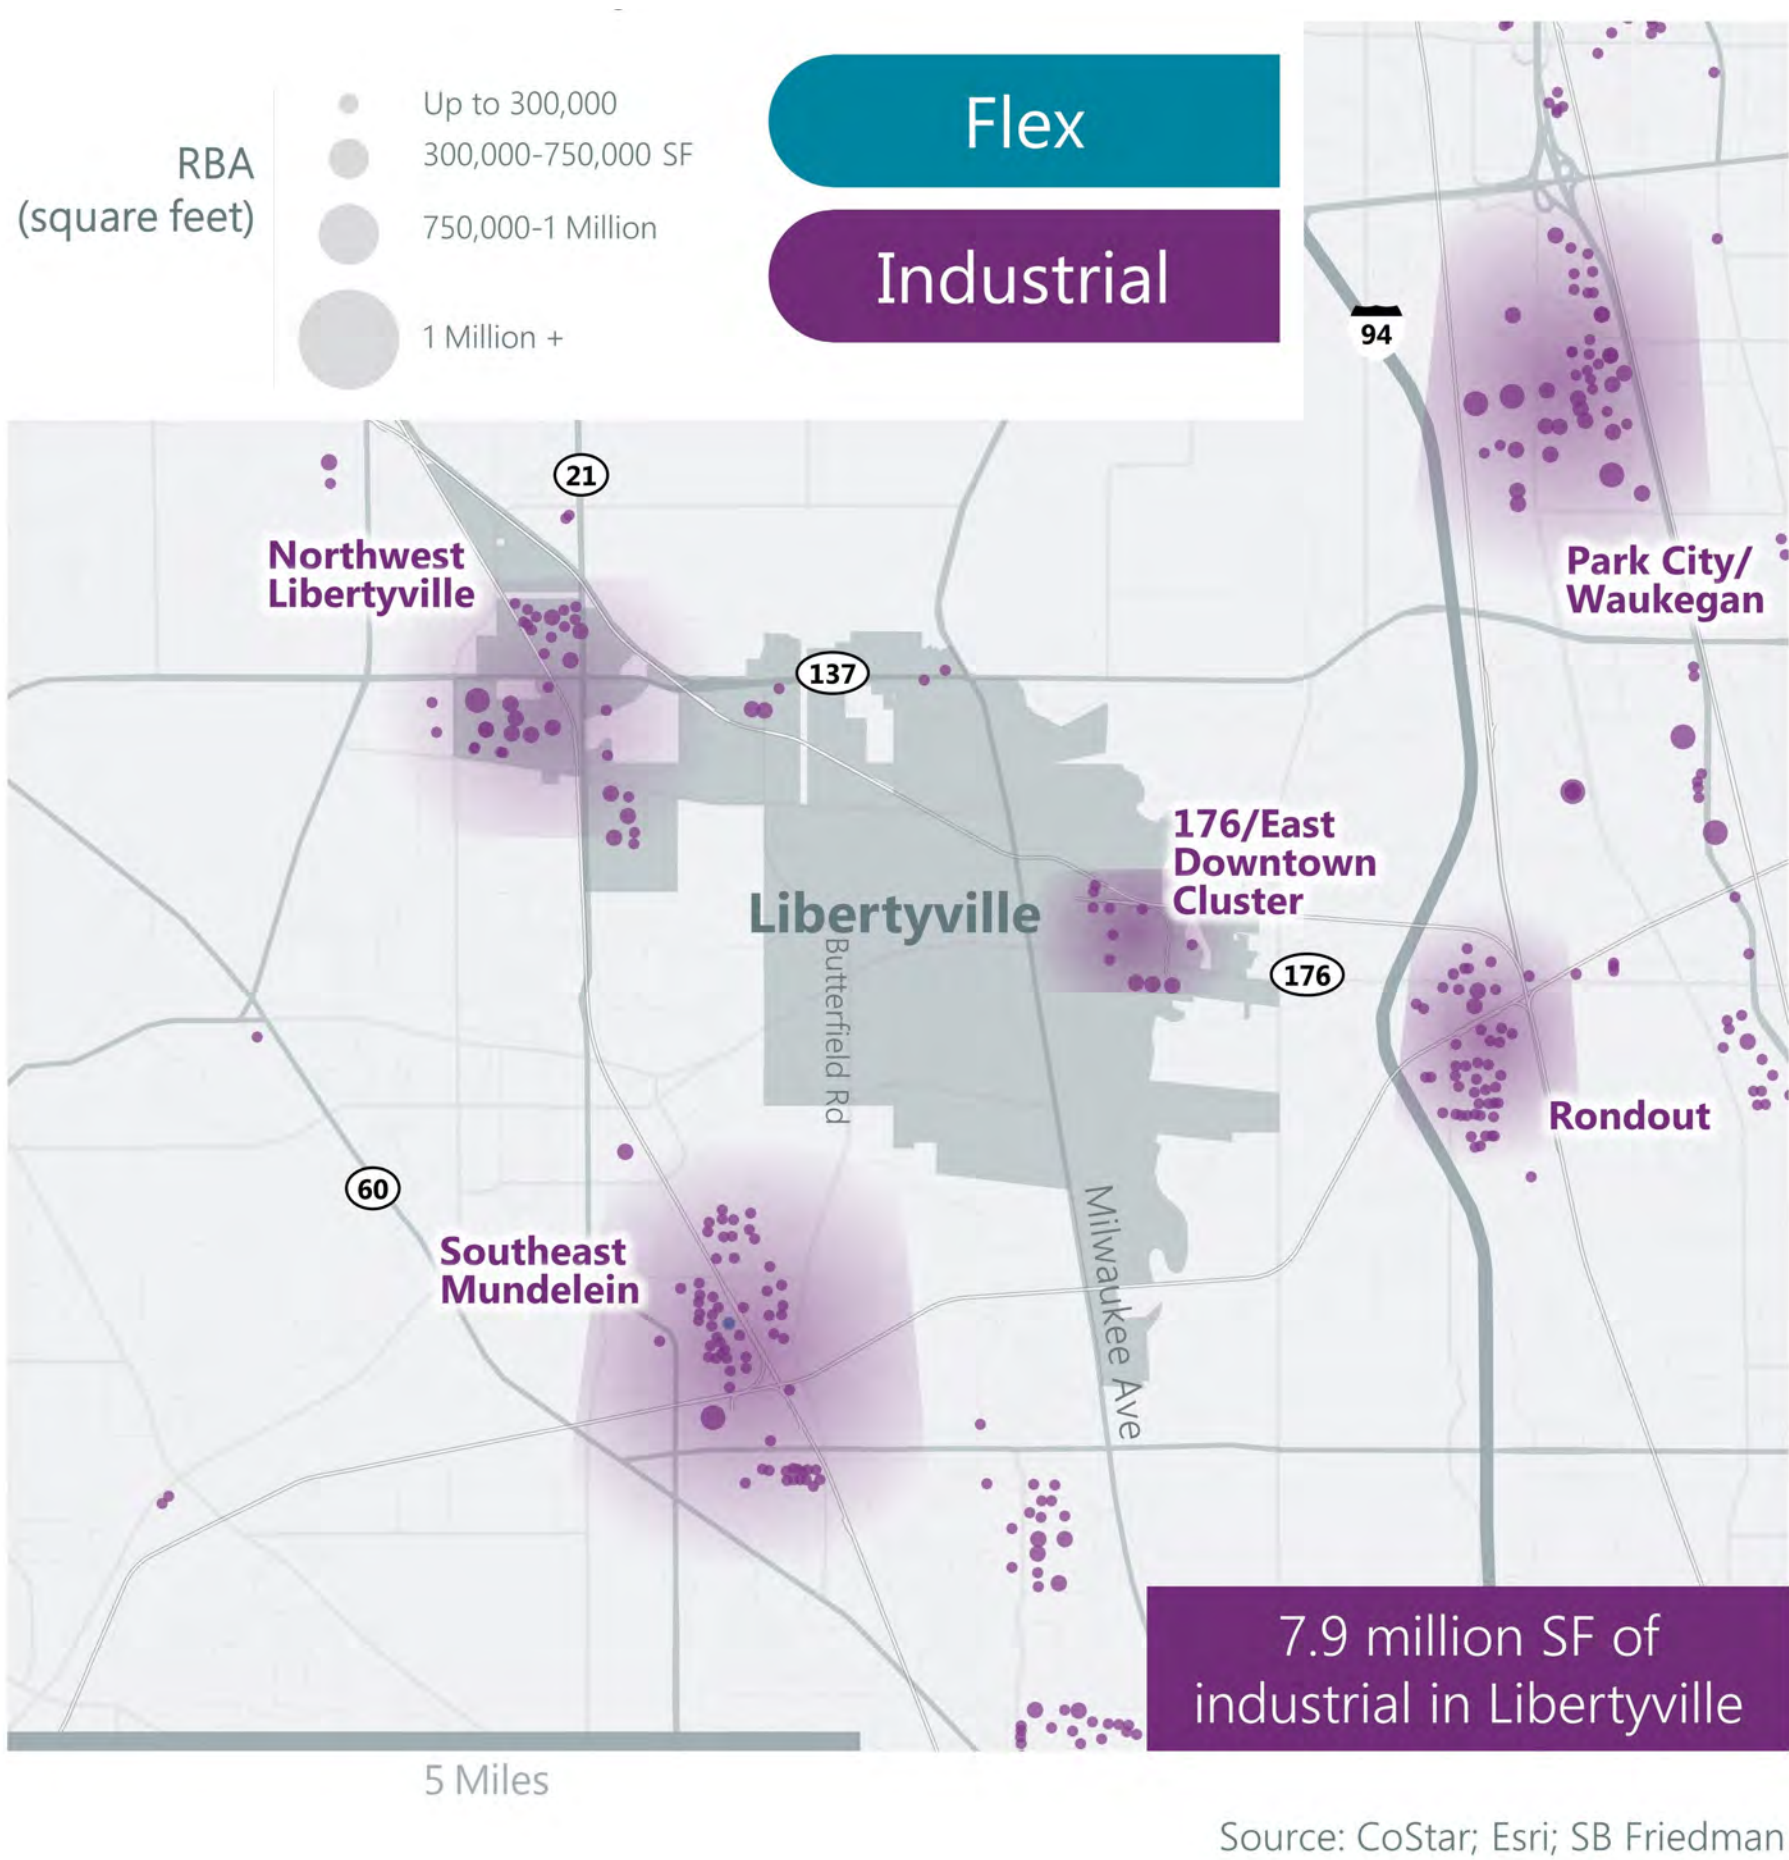 RBA
(square feet)
Up to 300,000
300,000-750,000 SF
750,000-1 Million
1 Million +
Flex
Industrial
94
21
Northwest
Libertyville
Park City/
Waukegan
137
176/East
Downtown
Cluster
Libertyville
Butterfield Rd
176
Rondout
60
Milwaukee Ave
Southeast
Mundelein
7.9 million SF of
industrial in Libertyville
5 Miles
Source: CoStar; Esri; SB Friedman